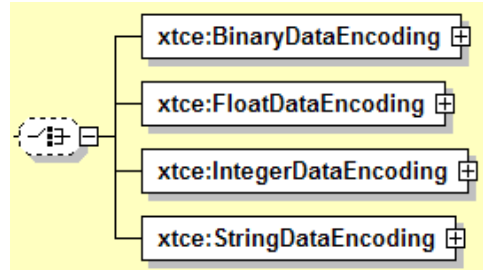 xtce:BinaryDataEncoding
xtce:FloatDataEncoding
xtce:IntegerDataEncoding
xtce:StringDataEncoding